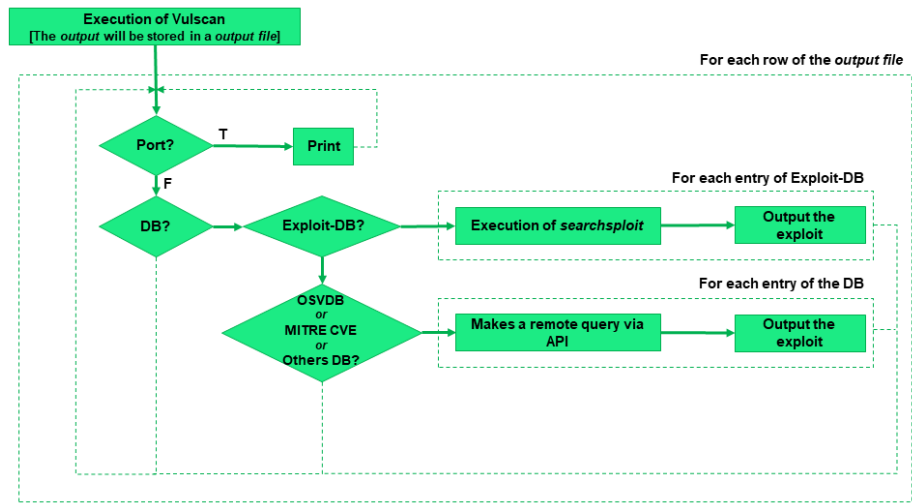 Execution of Vulscan
[The output will be stored in a output file]
For each row of the output file
Port?
T
Print
F
For each entry of Exploit-DB
DB?
Exploit-DB?
Execution of searchsploit
Output the
exploit
For each entry of the DB
OSVDB
or
MITRE CVE
or
Others DB?
Makes a remote query via
API
Output the
exploit